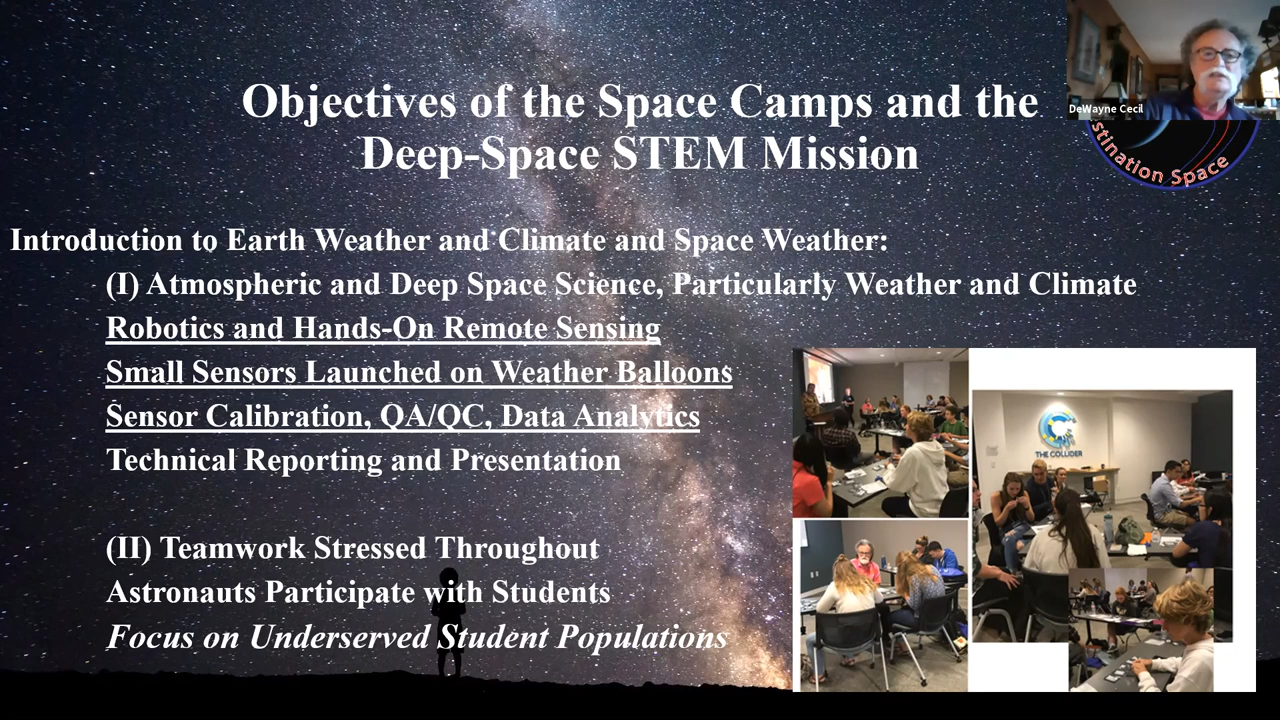 Objectives of the Space Camps and the
Deep-Space STEM Mission
DeWayne Cecil
stination Space
Introduction to Earth Weather and Climate and Space Weather:
(I) Atmospheric and Deep Space Science, Particularly Weather and Climate
Robotics and Hands-On Remote Sensing
Small Sensors Launched on Weather Balloons
Sensor Calibration, QA/QC, Data Analytics
Technical Reporting and Presentation
THE COLLIDER
(II) Teamwork Stressed Throughout
Astronauts Participate with Students
Focus on Underserved Student Populations